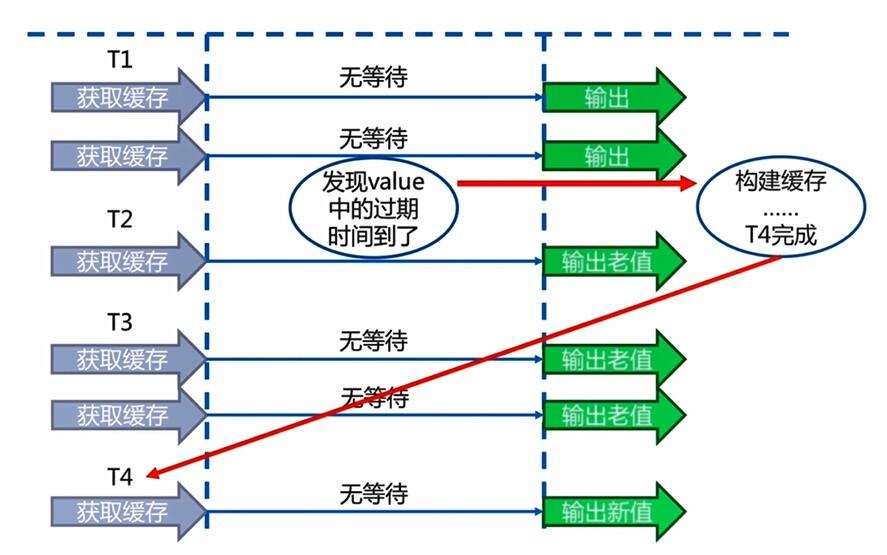 T1
无等待
获取缓存
输出
无等待
获取缓存
输出
发现value
中的过期
时间到了
构建缓存
......
T4完成
T2
获取缓存
输出老值
T3
无等待
获取缓存
输出老值
无等待
获取缓存
输出老值
T4
无等待
获取缓存
输出新值